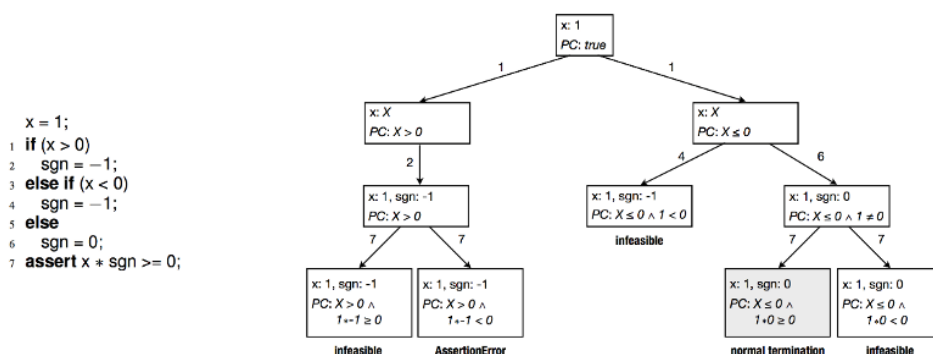 x = 1;
1 if (x > 0)
2 sgn = −1;
3 else if (x < 0)
4 sgn = −1;
5 else
6 sgn = 0;
7 assert x * sgn >= 0;
x: 1
PC: true
1
1
x: X
PC: X > 0
x: X
PC: X ≤ 0
2
4
6
x: 1, sgn: -1
PC: X > 0
x: 1, sgn: -1
PC: X ≤ 0 ∧ 1 < 0
infeasible
x: 1, sgn: 0
PC: X ≤ 0 ∧ 1 ≠ 0
7
7
7
7
x: 1, sgn: -1
PC: X > 0 ∧
1*-1 ≥ 0
infeasible
x: 1, sgn: -1
PC: X > 0 ∧
1*-1 < 0
AssertionError
x: 1, sgn: 0
PC: X ≤ 0 ∧
1*0 ≥ 0
normal termination
x: 1, sgn: 0
PC: X ≤ 0 ∧
1*0 < 0
infeasible